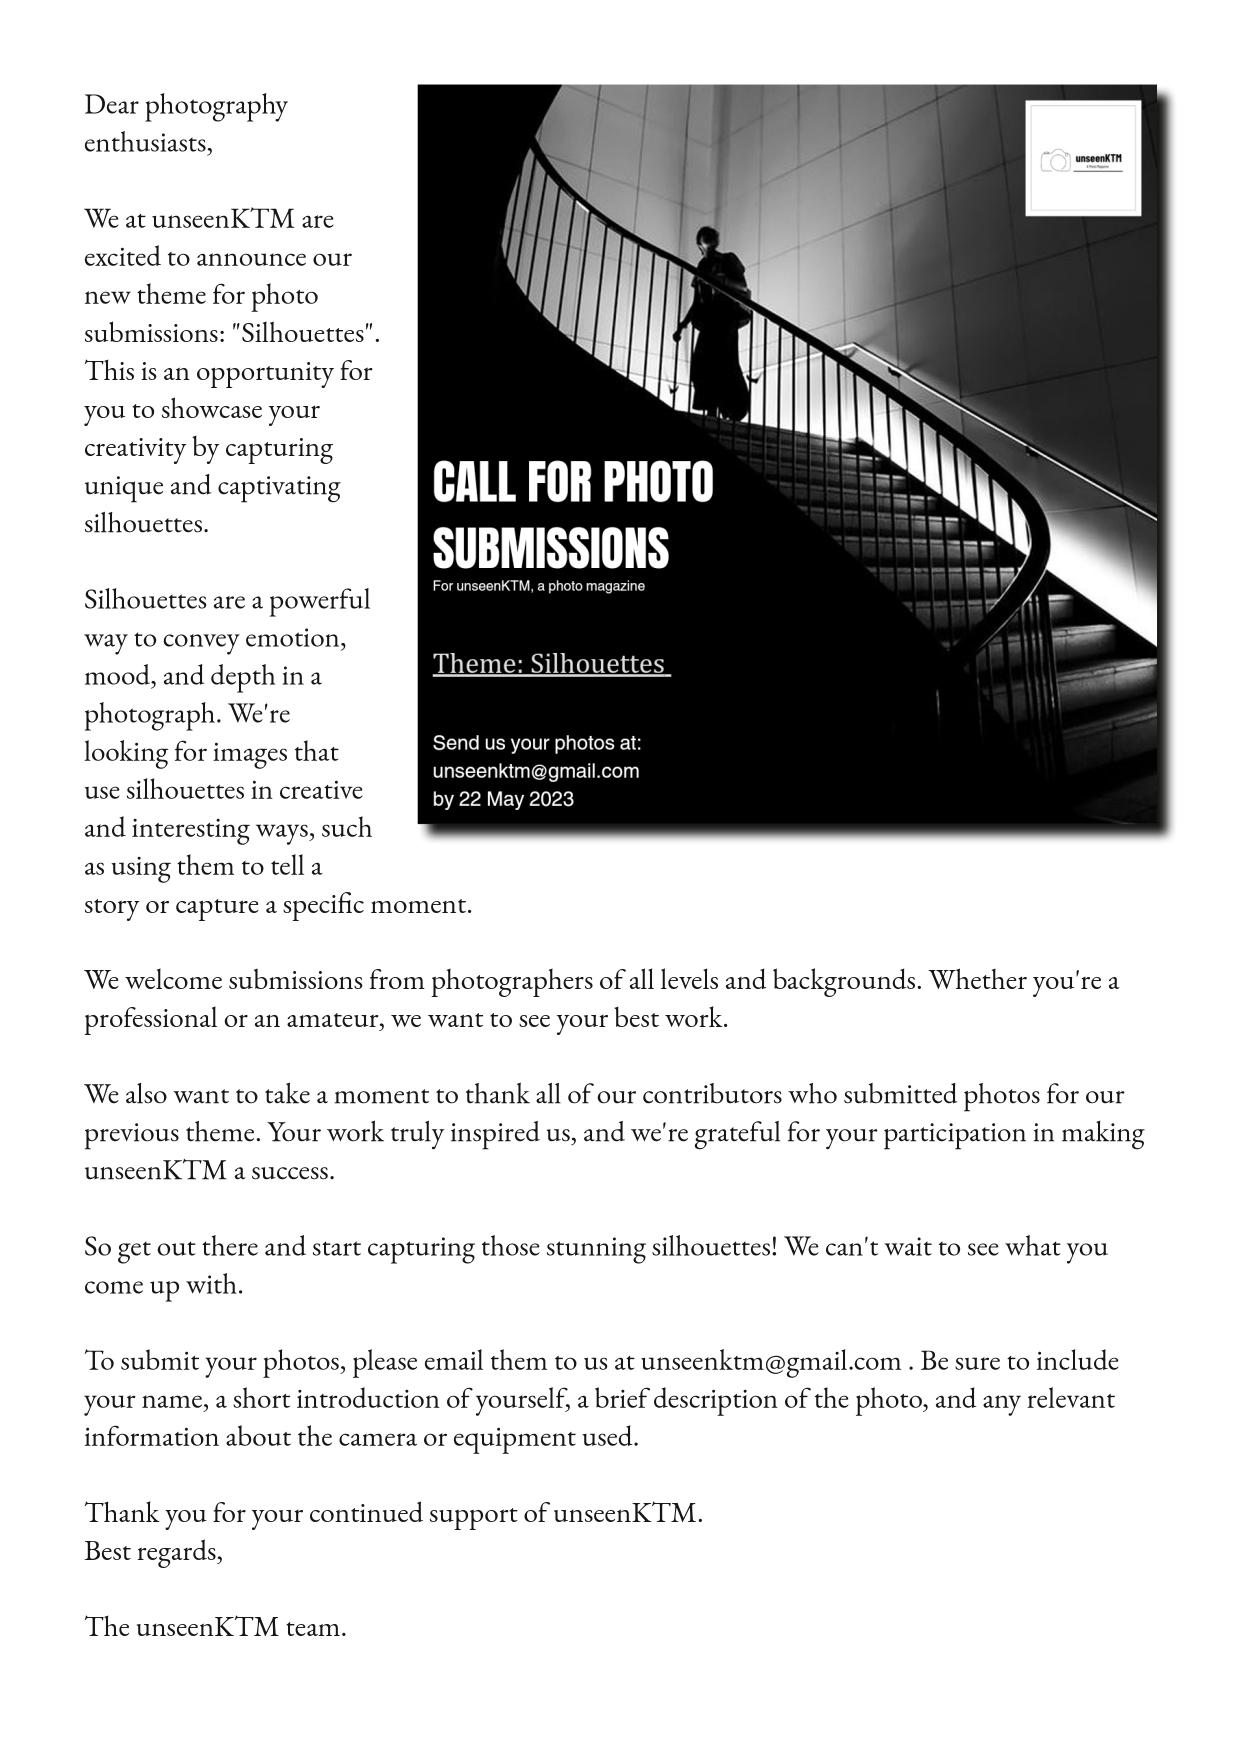 Dear photography
enthusiasts,
We at unseenKTM are
excited to announce our
new theme for photo
submissions: "Silhouettes".
This is an opportunity for
you to showcase your
creativity by capturing
unique and captivating
silhouettes.
Silhouettes are a powerful
way to convey emotion,
mood, and depth in a
photograph. We're
looking for images that
use silhouettes in creative
and interesting ways, such
as using them to tell a
story or capture a specific moment.
unseenKTM
A Photo Magazine
CALL FOR PHOTO
SUBMISSIONS
For unseenKTM, a photo magazine
Theme: Silhouettes
Send us your photos at:
unseenktm@gmail.com
by 22 May 2023
We welcome submissions from photographers of all levels and backgrounds. Whether you're a
professional or an amateur, we want to see your best work.
We also want to take a moment to thank all of our contributors who submitted photos for our
previous theme. Your work truly inspired us, and we're grateful for your participation in making
unseenKTM a success.
So get out there and start capturing those stunning silhouettes! We can't wait to see what you
come up with.
To submit your photos, please email them to us at unseenktm@gmail.com . Be sure to include
your name, a short introduction of yourself, a brief description of the photo, and any relevant
information about the camera or equipment used.
Thank you for your continued support of unseenKTM.
Best regards,
The unseenKTM team.